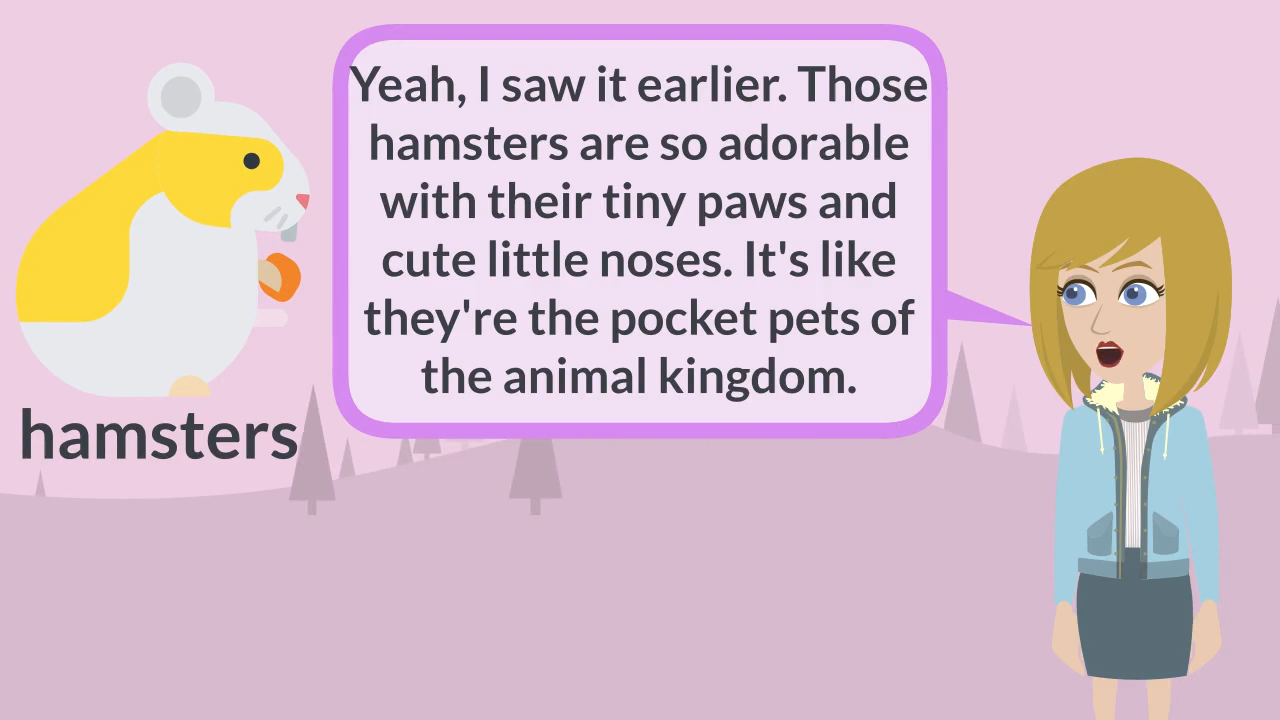 Yeah, I saw it earlier. Those
hamsters are so adorable
with their tiny paws and
cute little noses. It's like
they're the pocket pets of
the animal kingdom.
hamsters